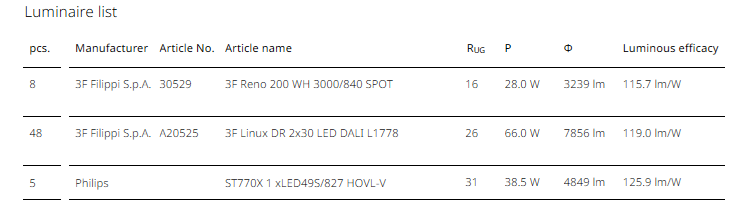 Luminaire list
pcs. Manufacturer Article No. Article name RUG P Φ Luminous efficacy
8 3F Filippi S.p.A. 30529 3F Reno 200 WH 3000/840 SPOT 16 28.0 W 3239 lm 115.7 lm/W
48 3F Filippi S.p.A. A20525 3F Linux DR 2x30 LED DALI L1778 26 66.0 W 7856 lm 119.0 lm/W
5 Philips ST770X 1 xLED49S/827 HOVL-V 31 38.5 W 4849 lm 125.9 lm/W